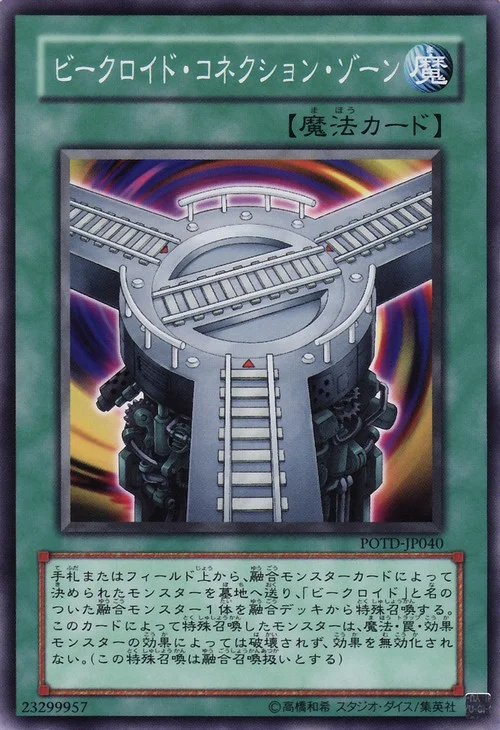 ビークロイド・コネクション・ゾーン 魔
【魔法カード】
POTD-JP040
手札またはフィールド上から、融合モンスターカードによって
決められたモンスターを墓地へ送り、「ビークロイド」と名の
ついた融合モンスター1体を融合デッキから特殊召喚する。
このカードによって特殊召喚したモンスターは、魔法・罠・効果
モンスターの効果によっては破壊されず、効果を無効化され
ない。(この特殊召喚は融合召喚扱いとする)
23299957 ©高橋和希 スタジオ・ダイス/集英社